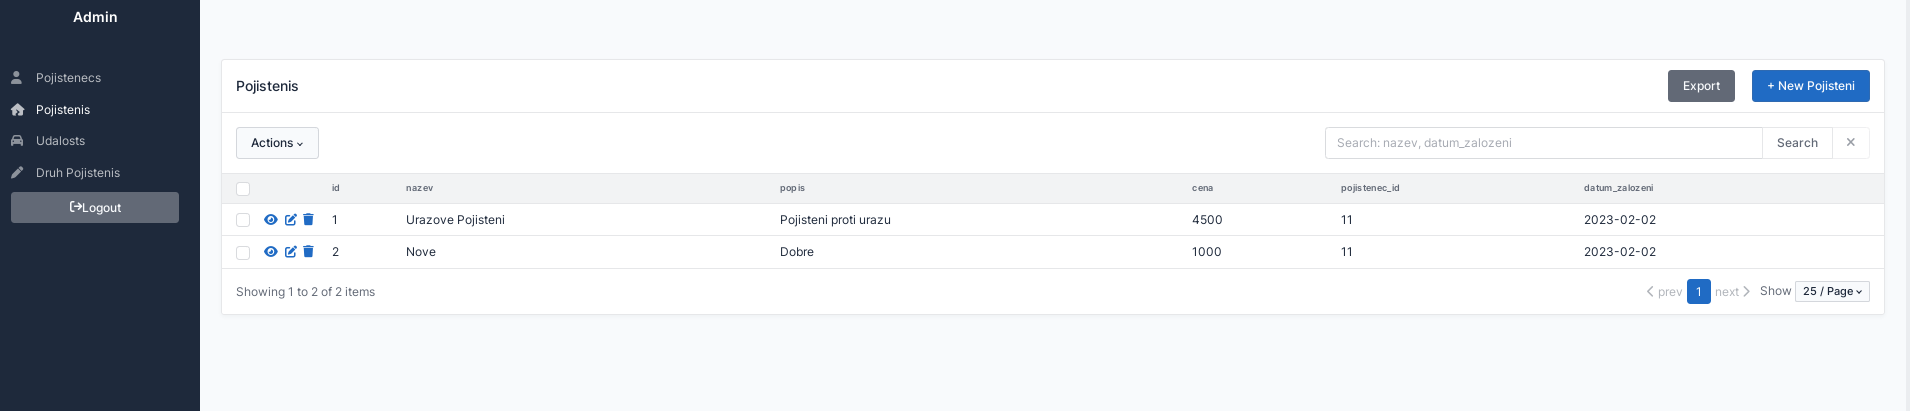 Admin
Pojistenecs
Pojistenis
Udalosts
Druh Pojistenis
Logout
Pojistenis
Export
+ New Pojisteni
Actions
Search: nazev, datum_zalozeni
Search
×
id nazev popis cena pojistenec_id datum_zalozeni
1 Urazove Pojisteni Pojisteni proti urazu 4500 11 2023-02-02
2 Nove Dobre 1000 11 2023-02-02
Showing 1 to 2 of 2 items
prev 1 next Show 25 / Page